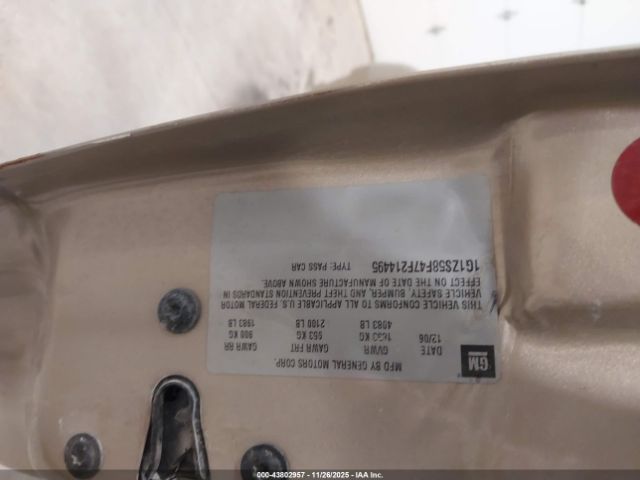 GM
MFD BY GENERAL MOTORS CORP.
DATE GVWR GAWR FRT GAWR RR
12/06 KG 953 KG 900 KG
4983 LB 2100 LB 1983 LB
THIS VEHICLE CONFORMS TO ALL APPLICABLE U.S. FEDERAL MOTOR
VEHICLE SAFETY, BUMPER, AND THEFT PREVENTION STANDARDS IN
EFFECT ON THE DATE OF MANUFACTURE SHOWN ABOVE.
1G1ZS58F47F214495 TYPE: PASS CAR
000-43802957 - 11/26/2025 - IAA Inc.